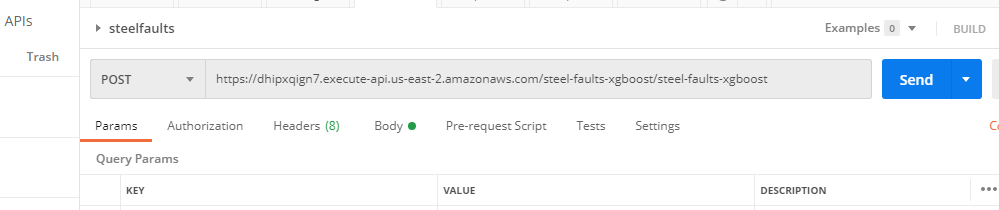 APIs
Trash
steelfaults
Examples 0
BUILD
POST
https://dhipxqign7.execute-api.us-east-2.amazonaws.com/steel-faults-xgboost/steel-faults-xgboost
Send
Params Authorization Headers (8) Body Pre-request Script Tests Settings
Query Params
KEY VALUE DESCRIPTION